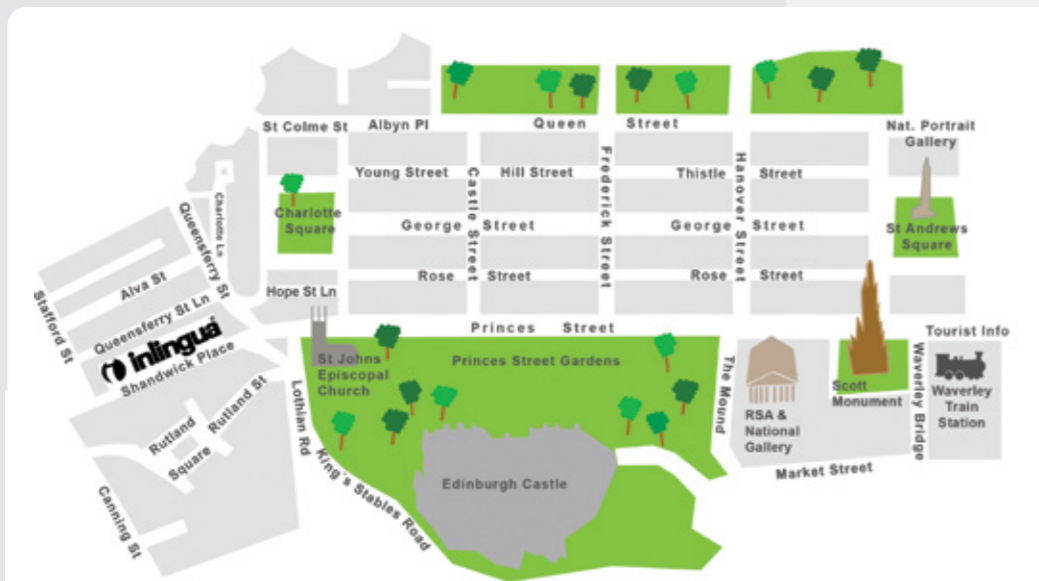 St Colme St
Albyn Pl
Queen Street
Nat. Portrait
Gallery
Young Street
Hill Street
Thistle Street
Castle Street
Frederick Street
Hanover Street
Charlotte
Square
Charlotte Ln
Queensferry St
George Street
George Street
St Andrews
Square
Rose Street
Rose Street
Hope St Ln
Alva St
Queensferry St Ln
Stafford St
inlingua
Shandwick Place
Princes Street
Tourist Info
St Johns
Episcopal
Church
Princes Street Gardens
The Mound
Scott
Monument
Waverley Bridge
Waverley
Train
Station
RSA &
National
Gallery
Market Street
Rutland St
Rutland
Square
Lothian Rd
King's Stables Road
Edinburgh Castle
Canning St